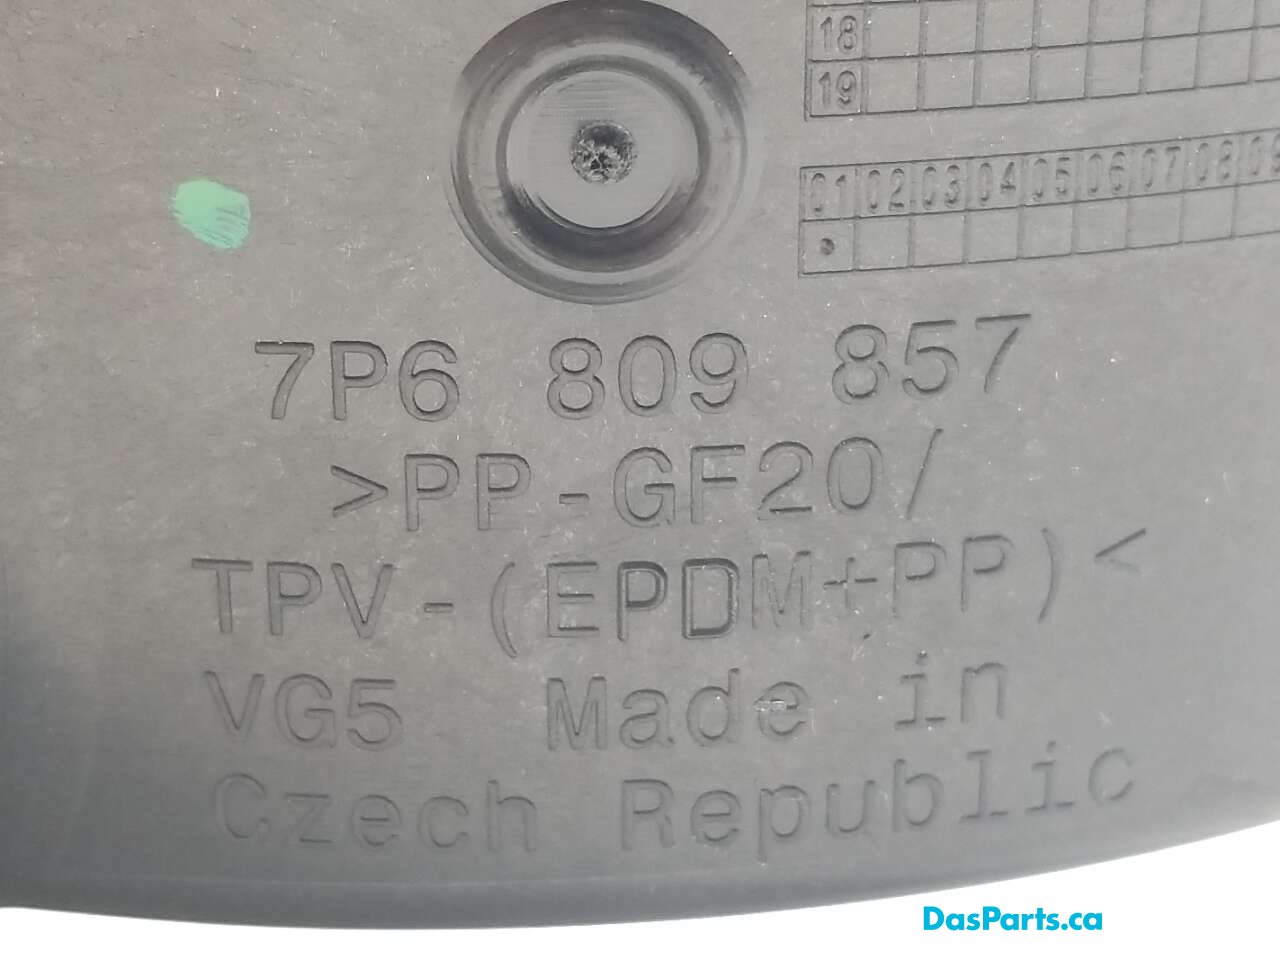 18
19
01 02 03 04 05 06 07 08 09
7P6 809 857
>PP-GF20/
TPV-(EPDM+PP)<
VG5 Made in
Czech Republic
DasParts.ca